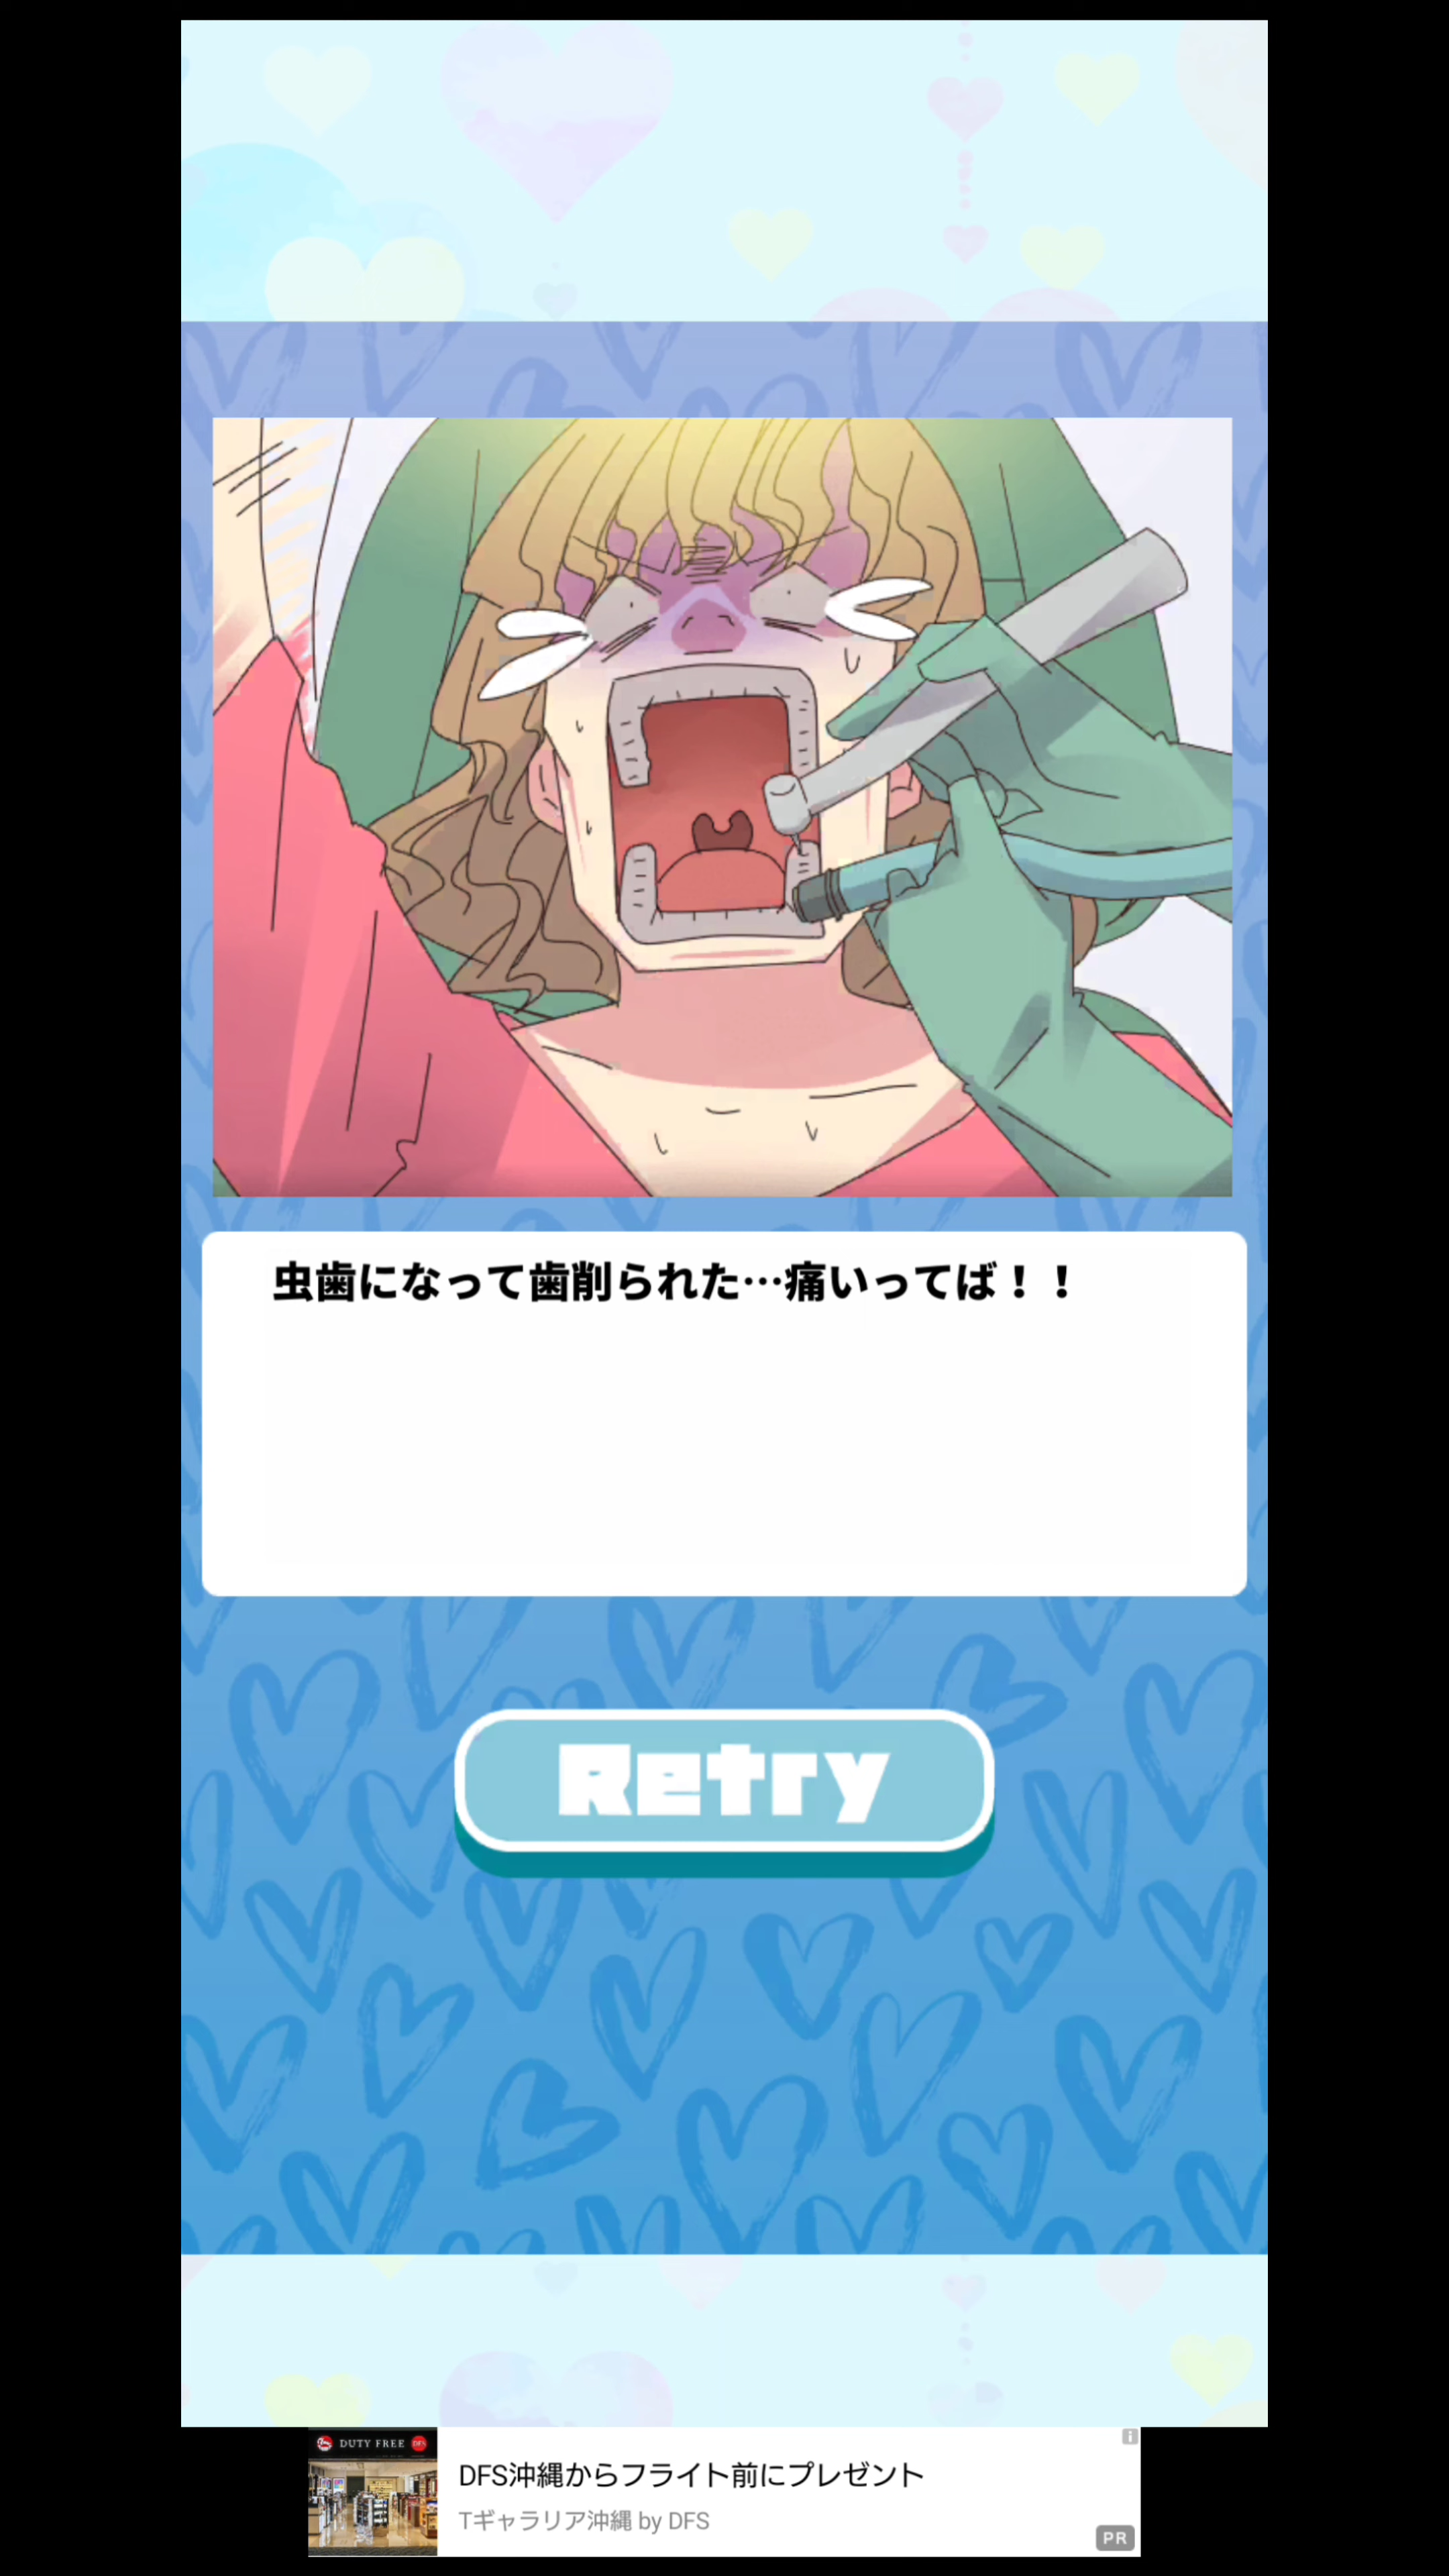 虫歯になって歯削られた…痛いってば！！
Retry
DUTY FREE DFS
DFS沖縄からフライト前にプレゼント
Tギャラリア沖縄 by DFS
PR